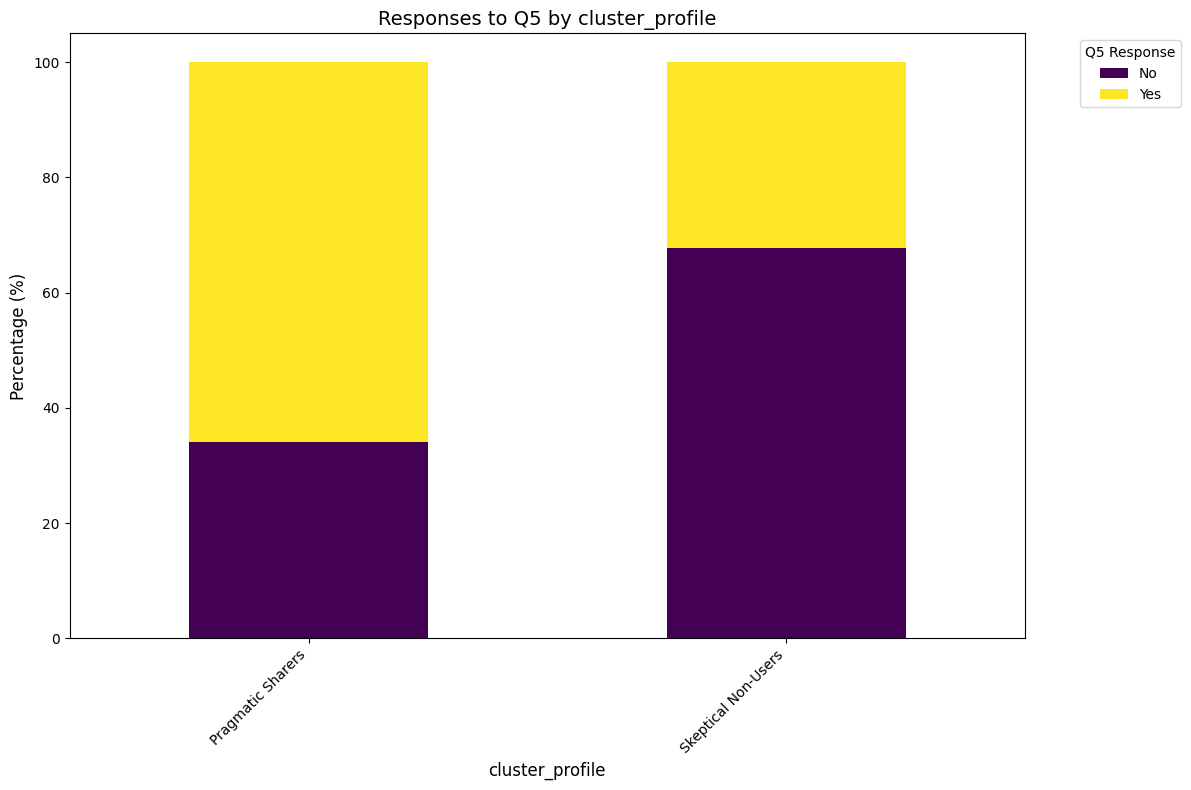 Responses to Q5 by cluster_profile
Q5 Response
No
Yes
Percentage (%)
100
80
60
40
20
0
Pragmatic Sharers
Skeptical Non-Users
cluster_profile